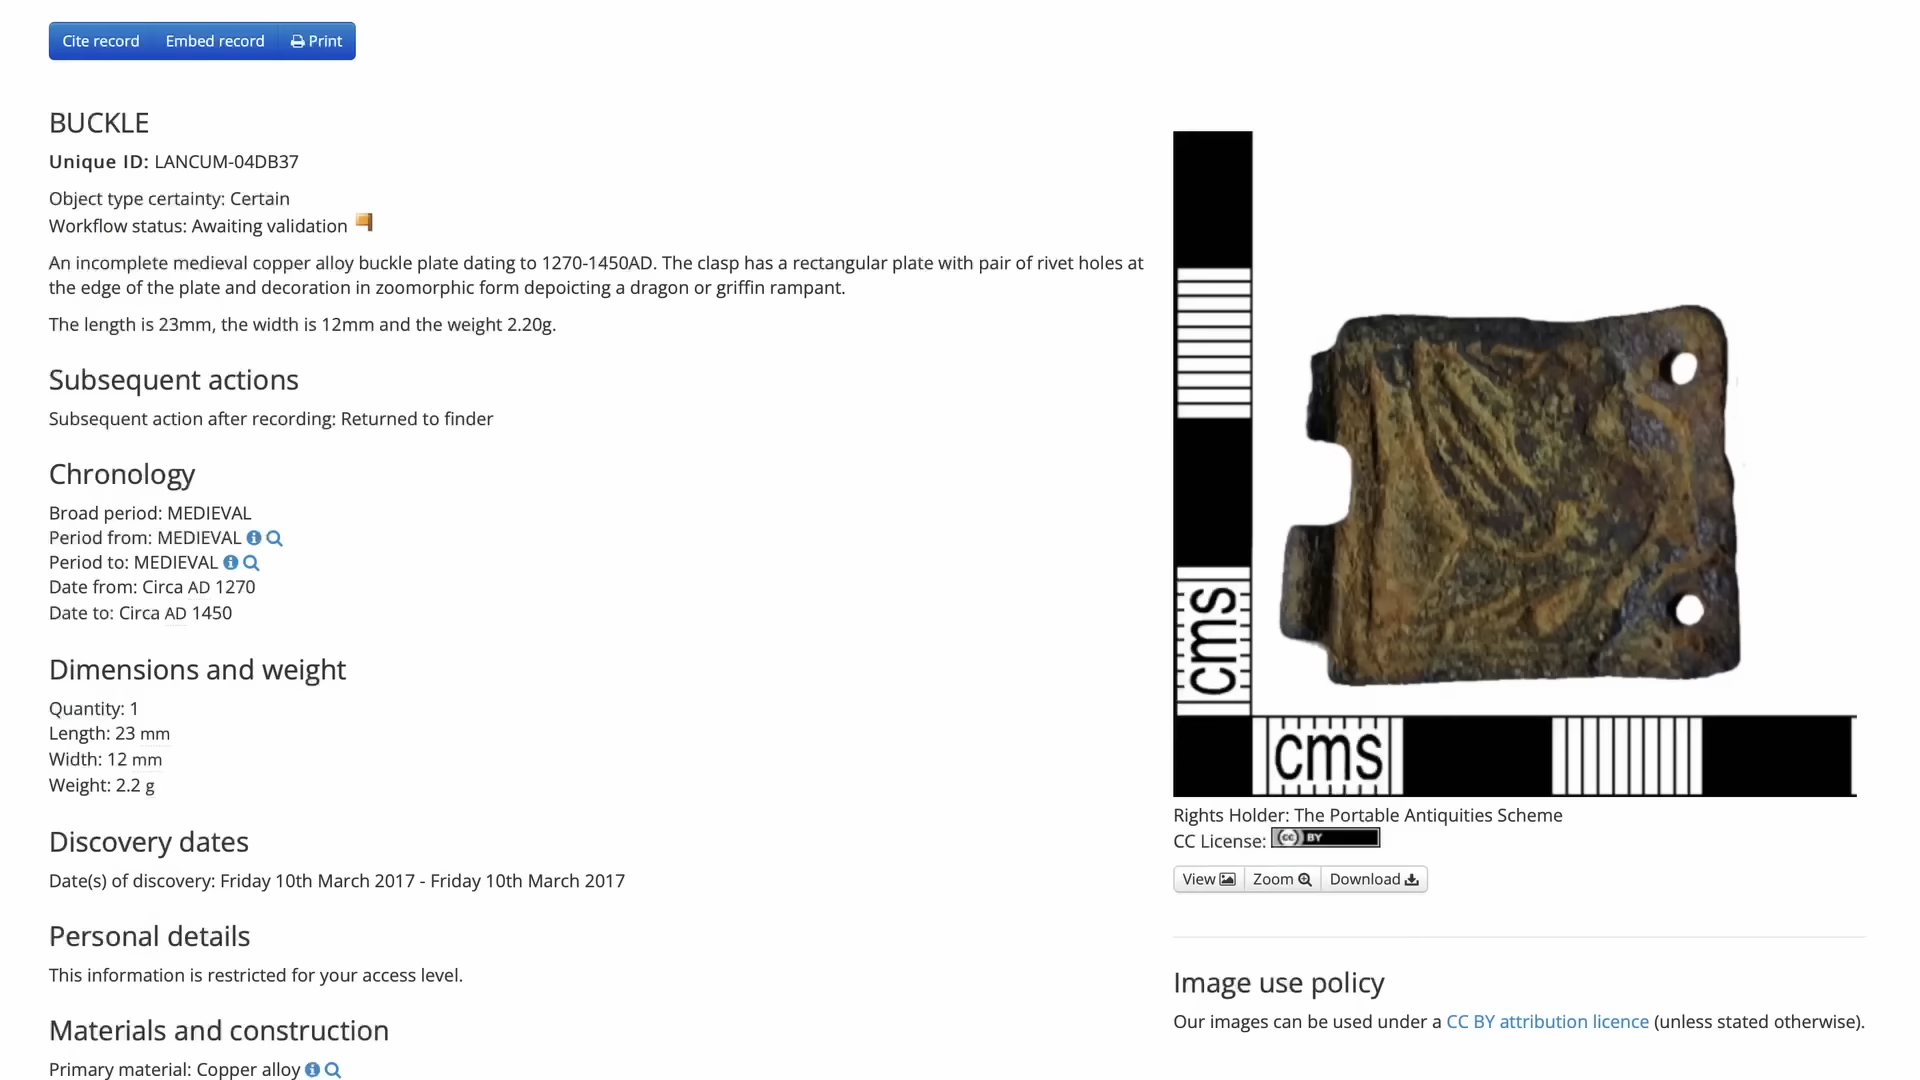 Cite record Embed record Print
BUCKLE
Unique ID: LANCUM-04DB37
Object type certainty: Certain
Workflow status: Awaiting validation
An incomplete medieval copper alloy buckle plate dating to 1270-1450AD. The clasp has a rectangular plate with pair of rivet holes at
the edge of the plate and decoration in zoomorphic form depoicting a dragon or griffin rampant.
The length is 23mm, the width is 12mm and the weight 2.20g.
Subsequent actions
Subsequent action after recording: Returned to finder
Chronology
Broad period: MEDIEVAL
Period from: MEDIEVAL
Period to: MEDIEVAL
Date from: Circa AD 1270
Date to: Circa AD 1450
Dimensions and weight
Quantity: 1
Length: 23 mm
Width: 12 mm
Weight: 2.2 g
Discovery dates
Date(s) of discovery: Friday 10th March 2017 - Friday 10th March 2017
Personal details
This information is restricted for your access level.
Materials and construction
Primary material: Copper alloy
cms
cms
Rights Holder: The Portable Antiquities Scheme
CC License: cc BY
View Zoom Download
Image use policy
Our images can be used under a CC BY attribution licence (unless stated otherwise).